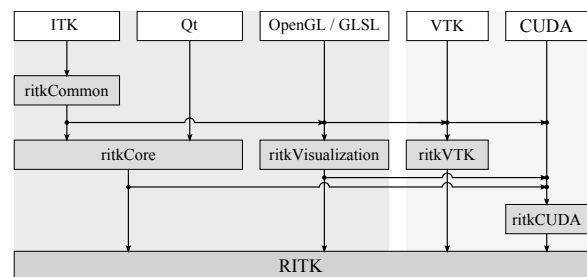 ITK
Qt
OpenGL / GLSL
VTK
CUDA
ritkCommon
ritkCore
ritkVisualization
ritkVTK
ritkCUDA
RITK